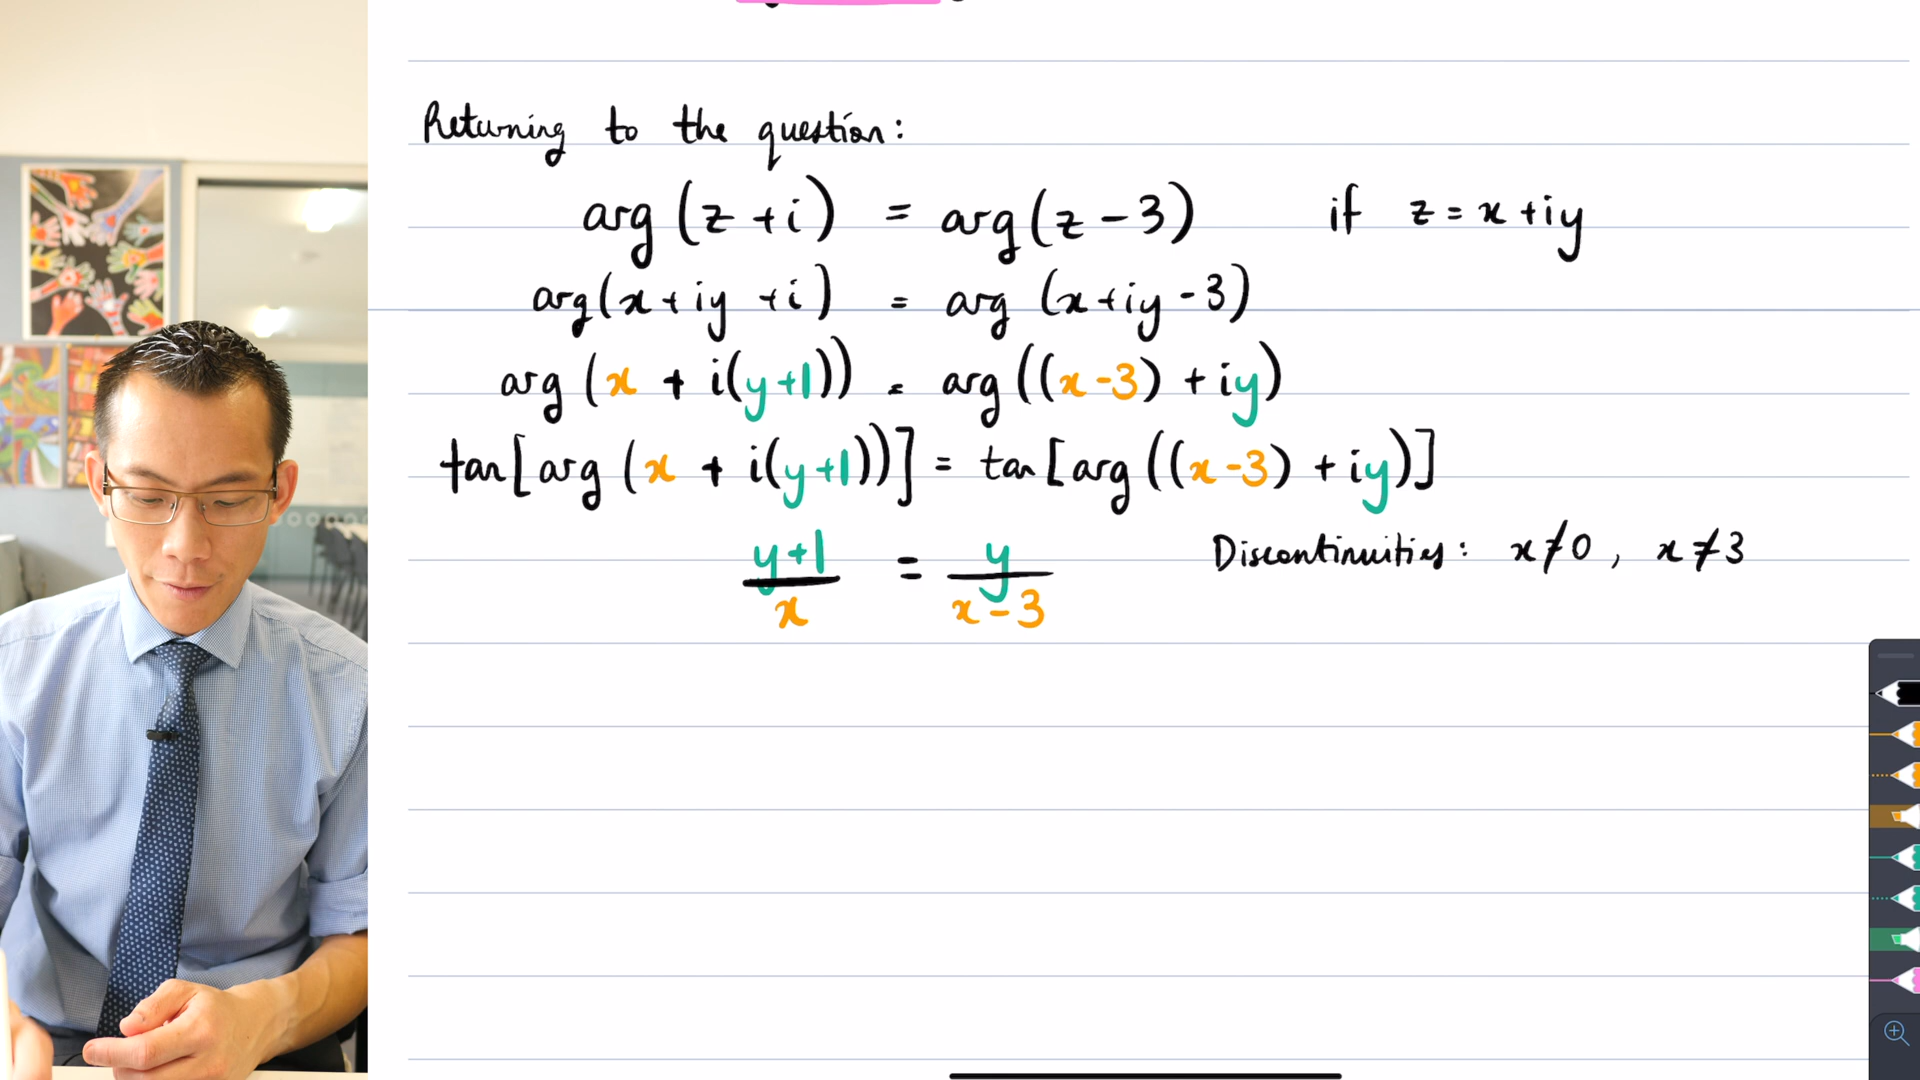 Returning to the question:
arg(z+i) = arg(z-3) if z = x+iy
arg(x+iy+i) = arg(x+iy-3)
arg(x + i(y+1)) = arg((x-3)+iy)
tan[arg(x + i(y+1))] = tan[arg((x-3)+iy)]
y+1/x = y/x-3 Discontinuities: x≠0, x≠3